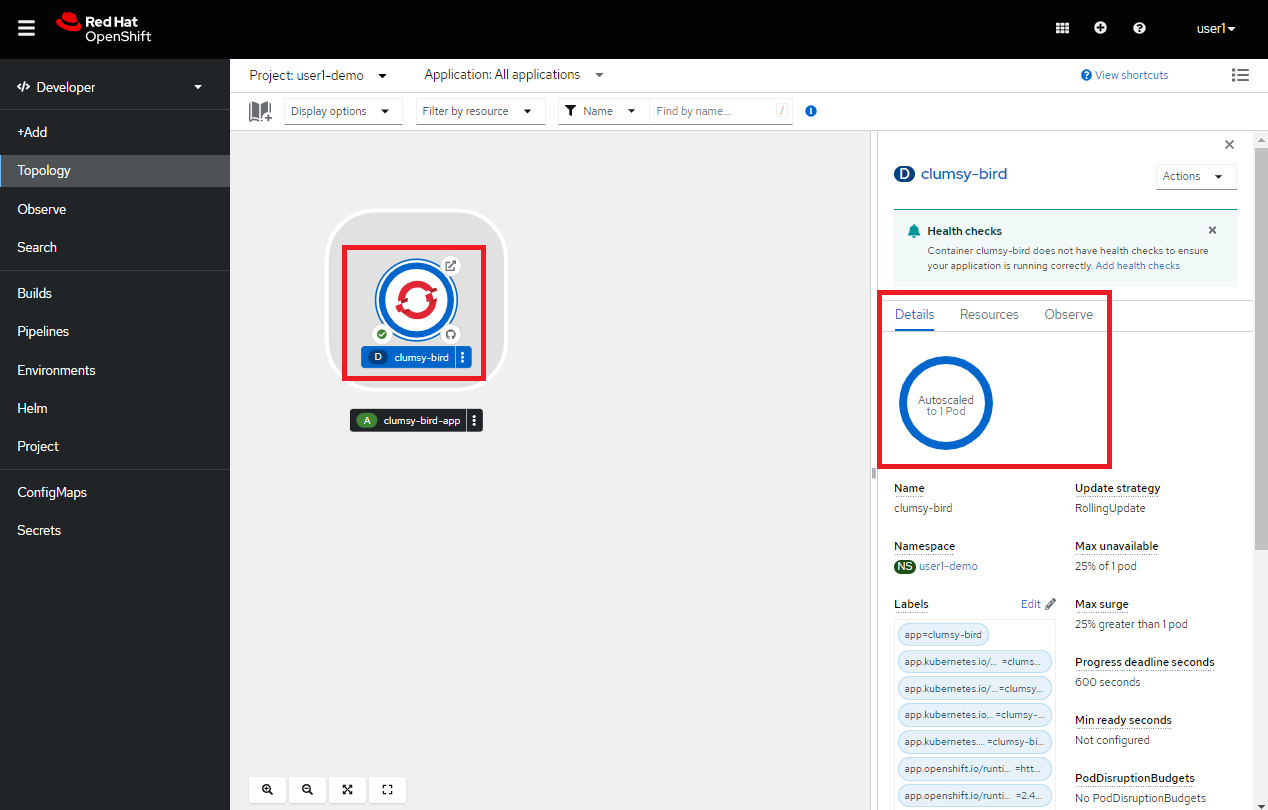 Red Hat
OpenShift
user1
</> Developer
+Add
Topology
Observe
Search
Builds
Pipelines
Environments
Helm
Project
ConfigMaps
Secrets
Project: user1-demo
Application: All applications
View shortcuts
Display options
Filter by resource
Name
Find by name...
/
D clumsy-bird
A clumsy-bird-app
D clumsy-bird
Actions
Health checks
Container clumsy-bird does not have health checks to ensure
your application is running correctly. Add health checks
Details Resources Observe
Autoscaled
to 1 Pod
Name
clumsy-bird
Namespace
NS user1-demo
Labels
Edit
app=clumsy-bird
app.kubernetes.io/... =clums...
app.kubernetes.io/...=clumsy...
app.kubernetes.io...=clumsy-...
app.kubernetes.... =clumsy-bi...
app.openshift.io/runti... =htt...
app.openshift.io/runti... =2.4...
Update strategy
RollingUpdate
Max unavailable
25% of 1 pod
Max surge
25% greater than 1 pod
Progress deadline seconds
600 seconds
Min ready seconds
Not configured
PodDisruptionBudgets
No PodDisruptionBudgets